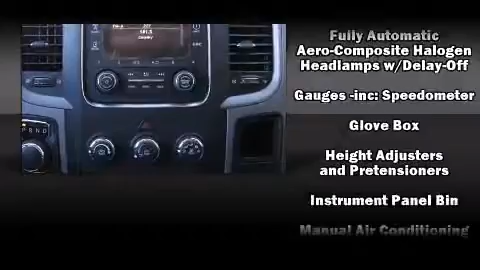 Fully Automatic
Aero-Composite Halogen
Headlamps w/Delay-Off
Gauges -inc: Speedometer
Glove Box
Height Adjusters
and Pretensioners
Instrument Panel Bin
Manual Air Conditioning